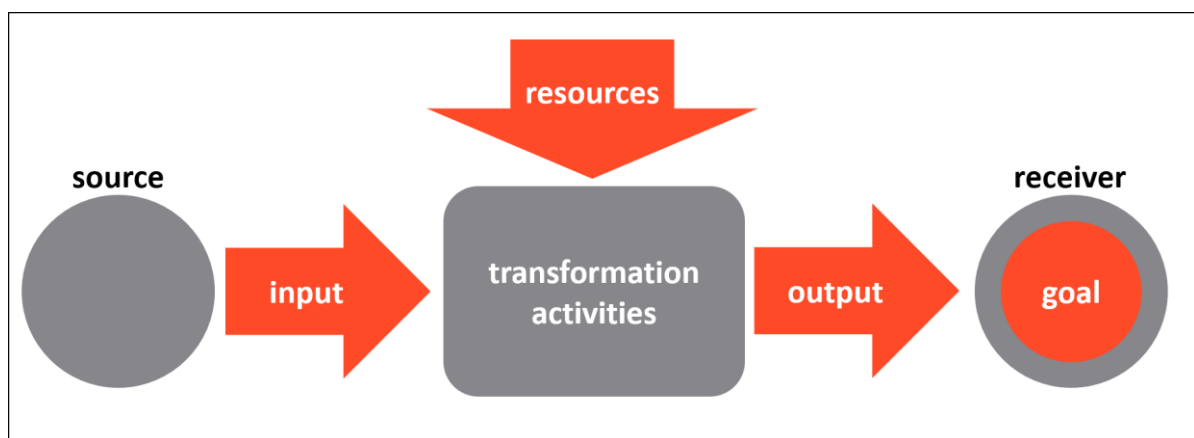 resources
source
receiver
input
transformation
activities
output
goal